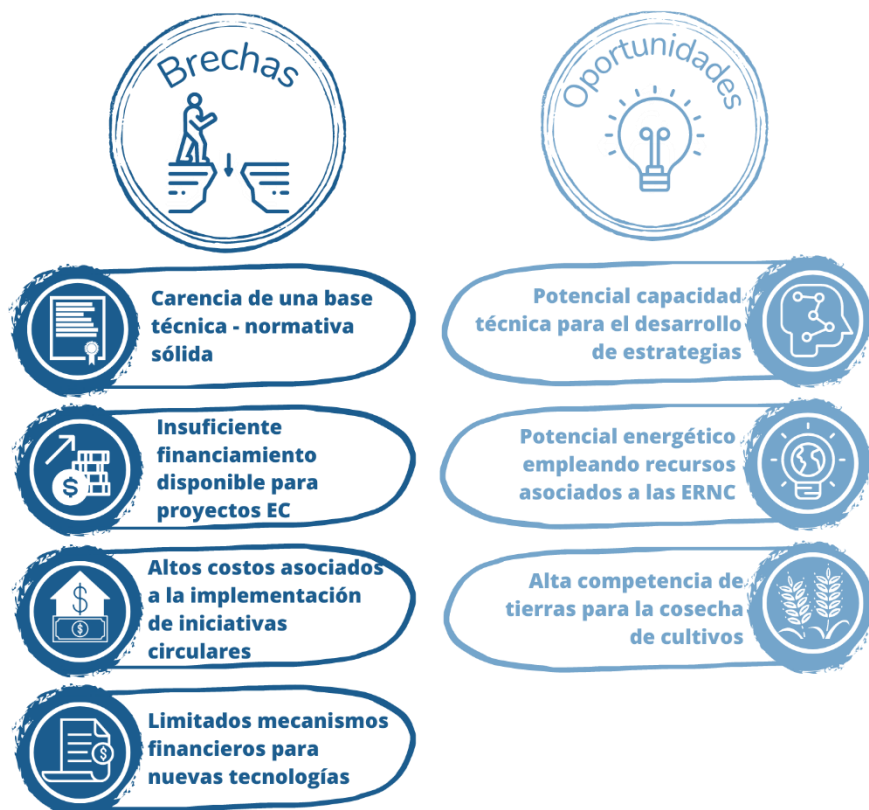 Brechas
Carencia de una base
técnica - normativa
sólida
Insuficiente
financiamiento
disponible para
proyectos EC
Altos costos asociados
a la implementación
de iniciativas
circulares
Limitados mecanismos
financieros para
nuevas tecnologías
Oportunidades
Potencial capacidad
técnica para el desarrollo
de estrategias
Potencial energético
empleando recursos
asociados a las ERNC
Alta competencia de
tierras para la cosecha
de cultivos